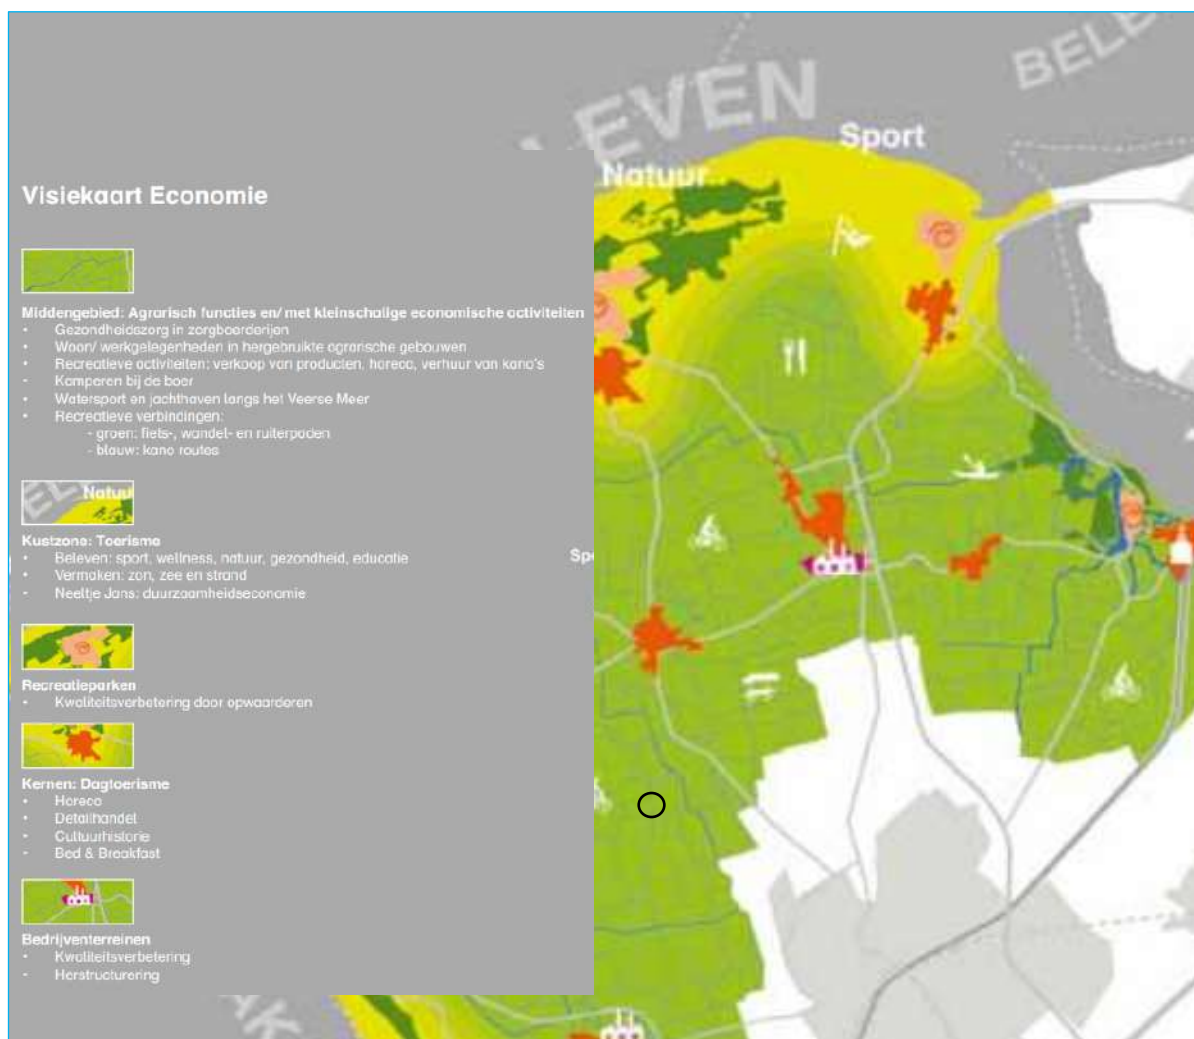 LEVEN
BELE
Sport
Natuur
Visiekaart Economie
Middengebied: Agrarisch functies en/ met kleinschalige economische activiteiten
• Gezondheidszorg in zorgboerderijen
• Woon/ werkgelegenheden in hergebruikte agrarische gebouwen
• Recreatieve activiteiten: verkoop van producten, horeca, verhuur van kano's
• Kamperen bij de boer
• Watersport en jachthaven langs het Veerse Meer
• Recreatieve verbindingen:
- groen: fiets-, wandel- en ruiterpaden
- blauw: kano routes
Natuu
EL
Kustzone: Toerisme
• Beleven: sport, wellness, natuur, gezondheid, educatie
• Vermaken: zon, zee en strand
• Neeltje Jans: duurzaamheidseconomie
Sp
Recreatieparken
• Kwaliteitsverbetering door opwaarderen
Kernen: Dagtoerisme
• Horeca
• Detailhandel
• Cultuurhistorie
• Bed & Breakfast
Bedrijventerreinen
• Kwaliteitsverbetering
• Herstructurering
AK